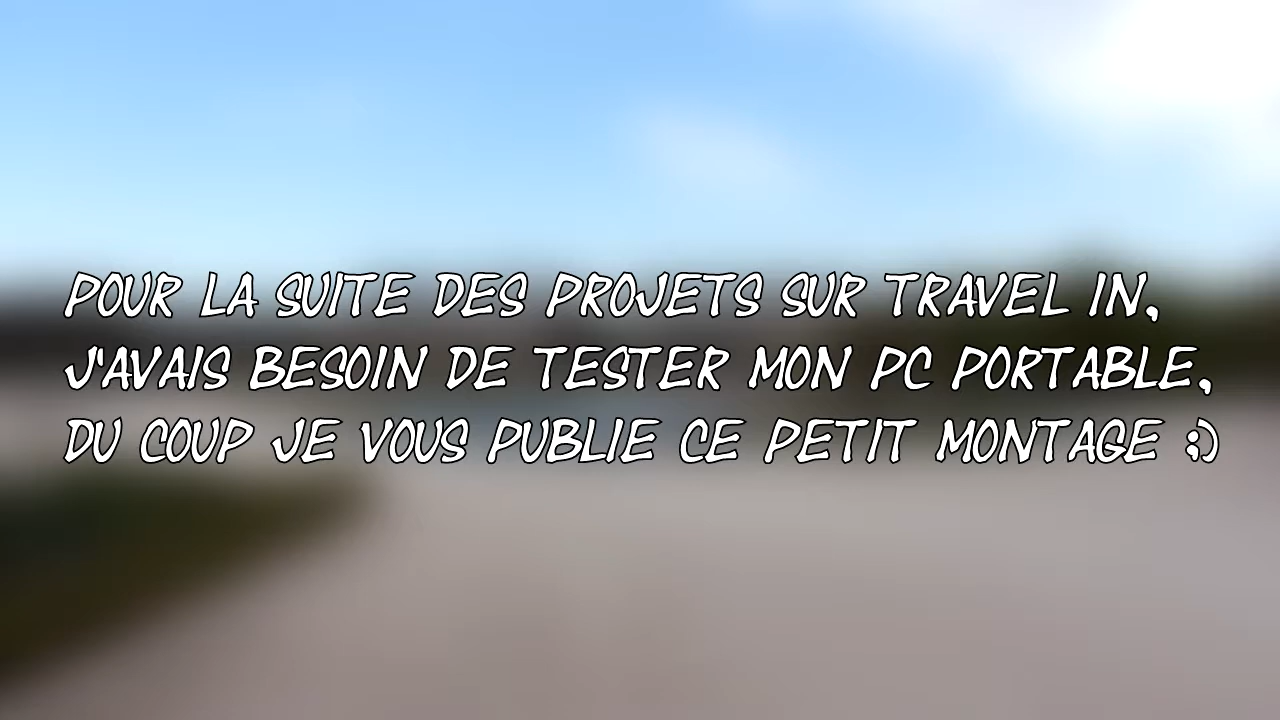 POUR LA SUITE DES PROJETS SUR TRAVEL IN,
J'AVAIS BESOIN DE TESTER MON PC PORTABLE,
DU COUP JE VOUS PUBLIE CE PETIT MONTAGE ;)